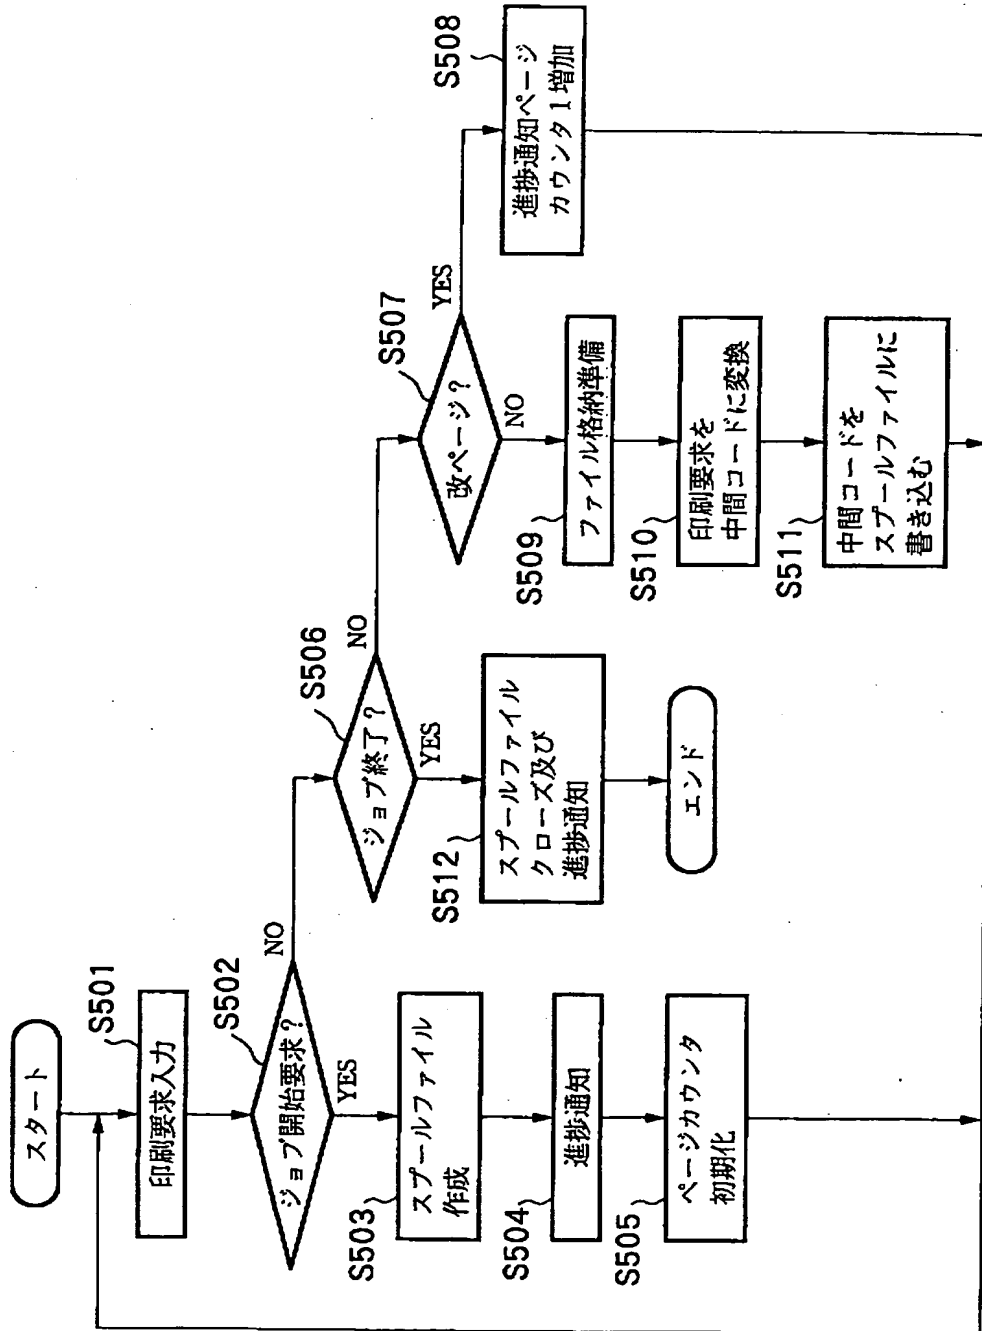 スタート
S501
印刷要求入力
S502
ジョブ開始要求?
NO
YES
S503
スプールファイル
作成
S504
進捗通知
S505
ページカウンタ
初期化
S506
ジョブ終了?
NO
YES
S512
スプールファイル
クローズ及び
進捗通知
エンド
S507
改ページ?
YES
NO
S508
進捗通知ページ
カウンタ1増加
S509
ファイル格納準備
S510
印刷要求を
中間コードに変換
S511
中間コードを
スプールファイルに
書き込む